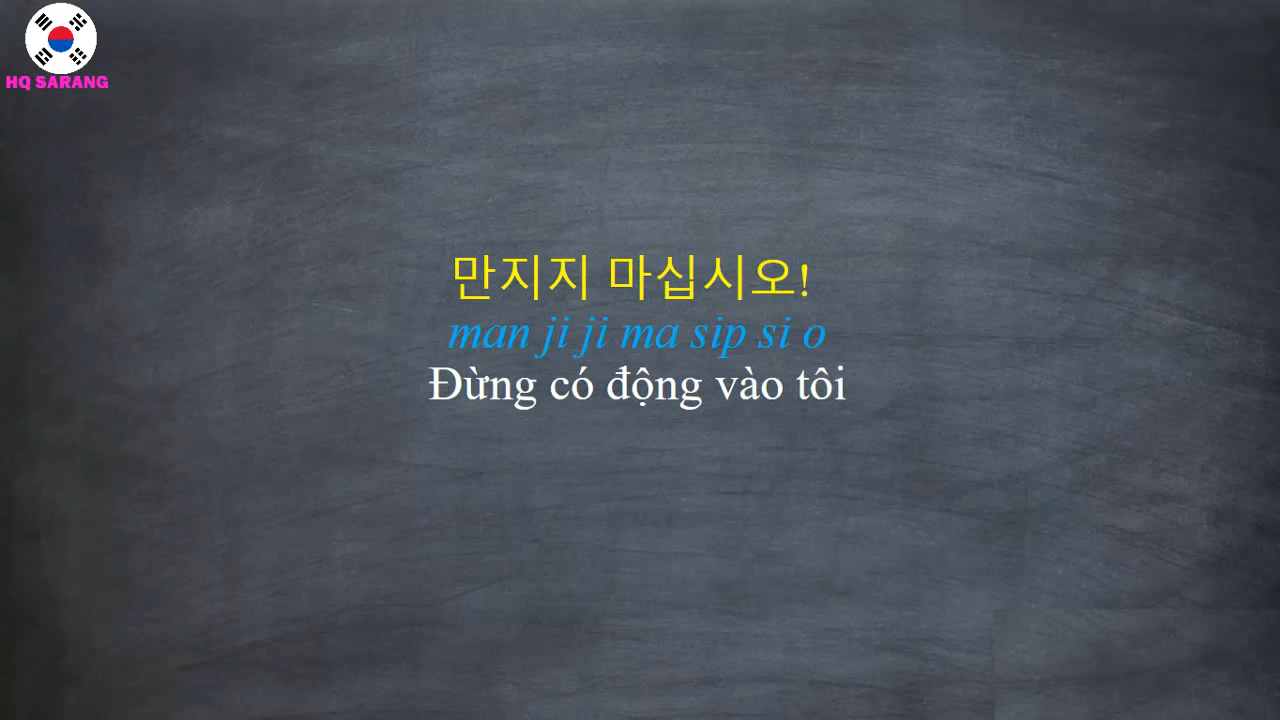 HQ SARANG
만지지 마십시오!
man ji ji ma sip si o
Đừng có động vào tôi